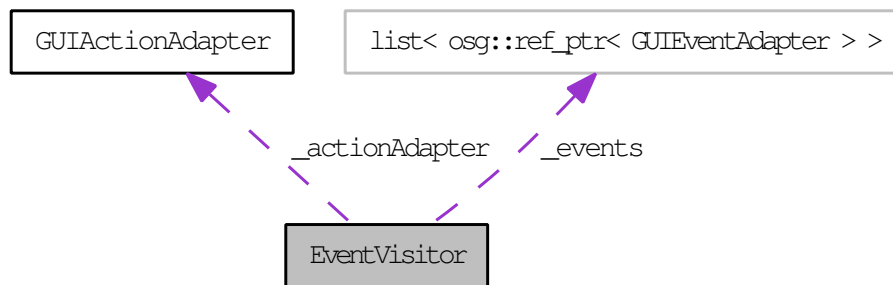 GUIActionAdapter
list< osg::ref_ptr< GUIEventAdapter > >
_actionAdapter
_events
EventVisitor